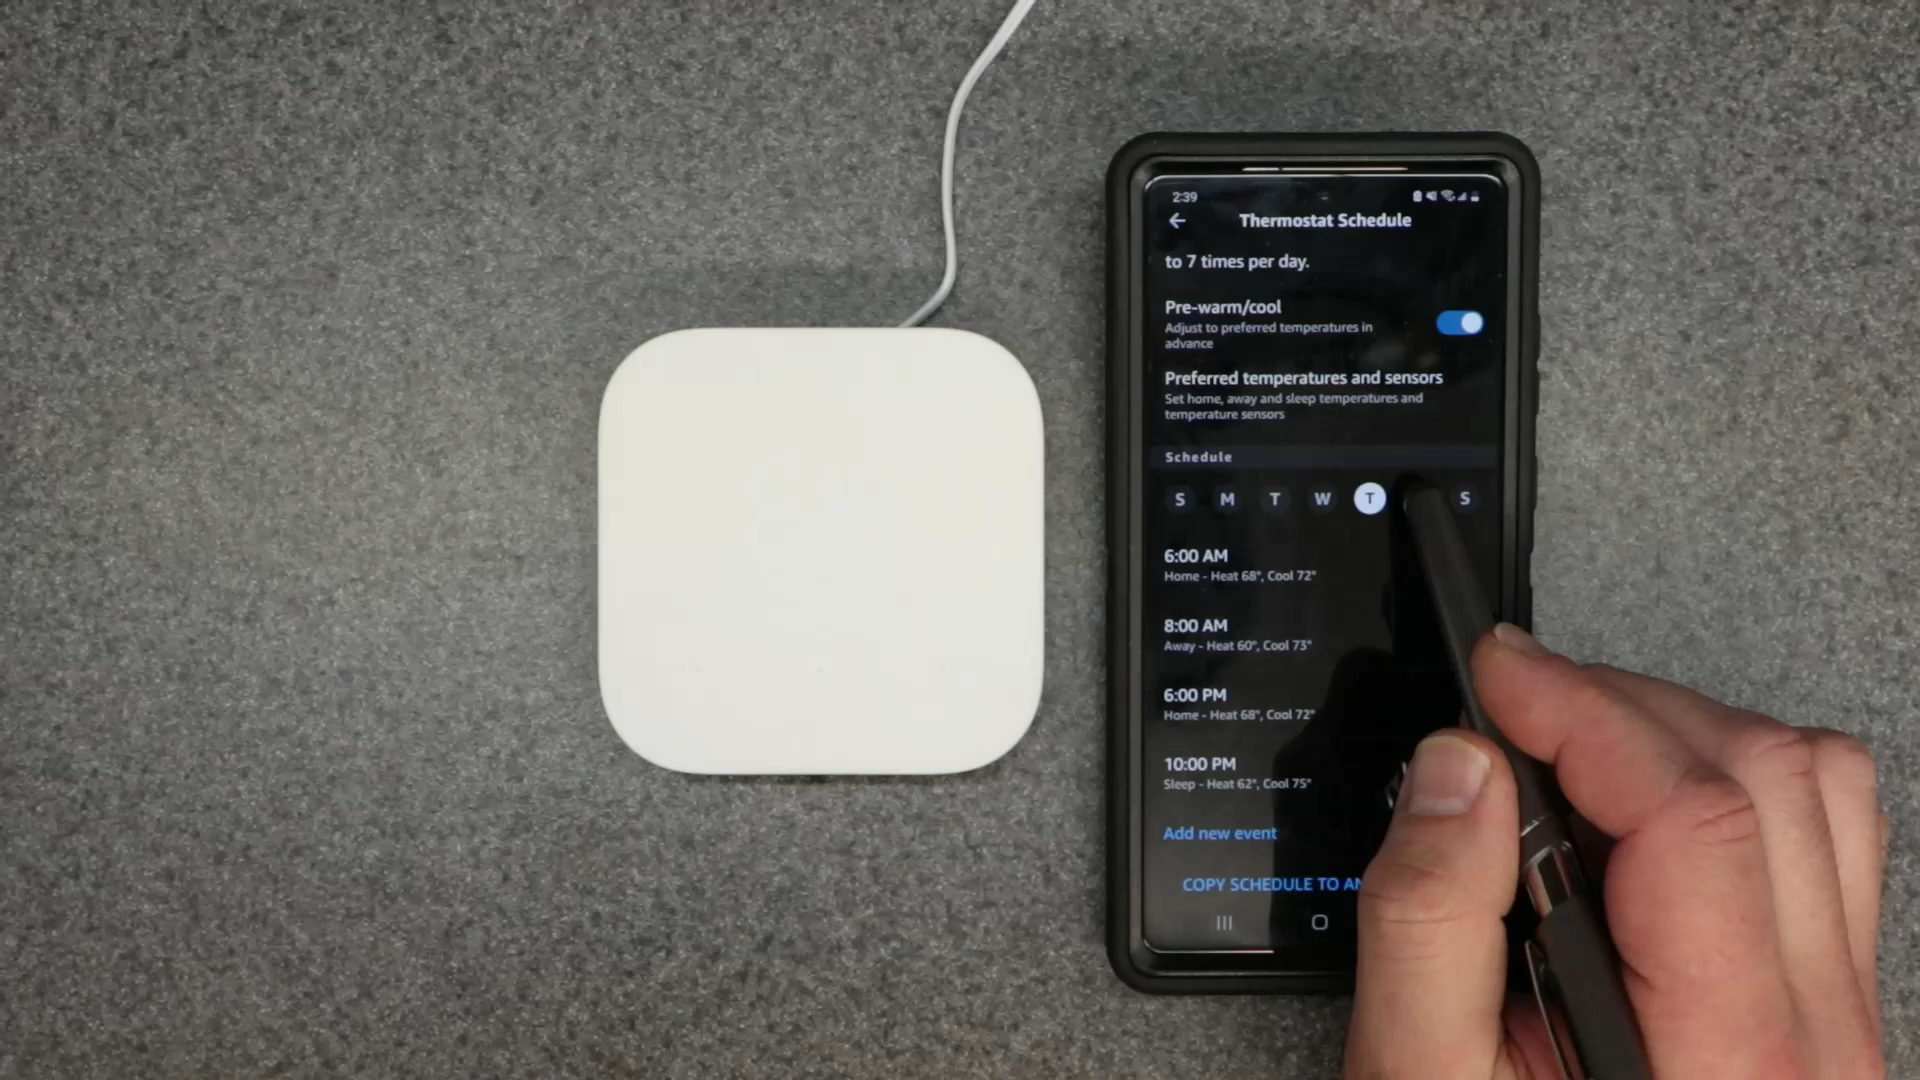 2:39
Thermostat Schedule
to 7 times per day.
Pre-warm/cool
Adjust to preferred temperatures in
advance
Preferred temperatures and sensors
Set home, away and sleep temperatures and
temperature sensors
Schedule
S M T W T S
6:00 AM
Home - Heat 68°, Cool 72°
8:00 AM
Away - Heat 60°, Cool 73°
6:00 PM
Home - Heat 68°, Cool 72°
10:00 PM
Sleep - Heat 62°, Cool 75°
Add new event
COPY SCHEDULE TO